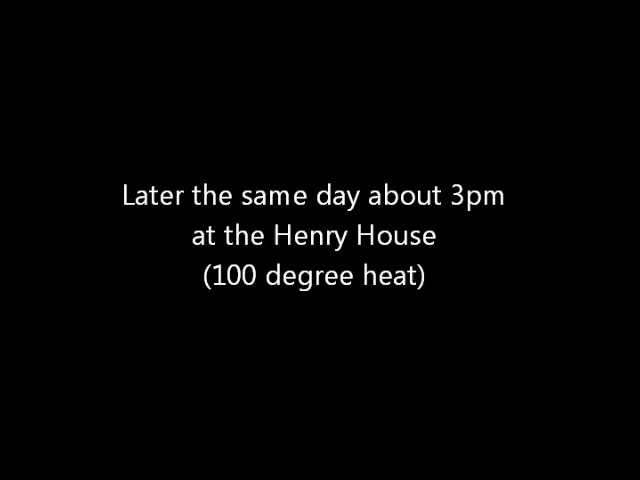 Later the same day about 3pm
at the Henry House
(100 degree heat)